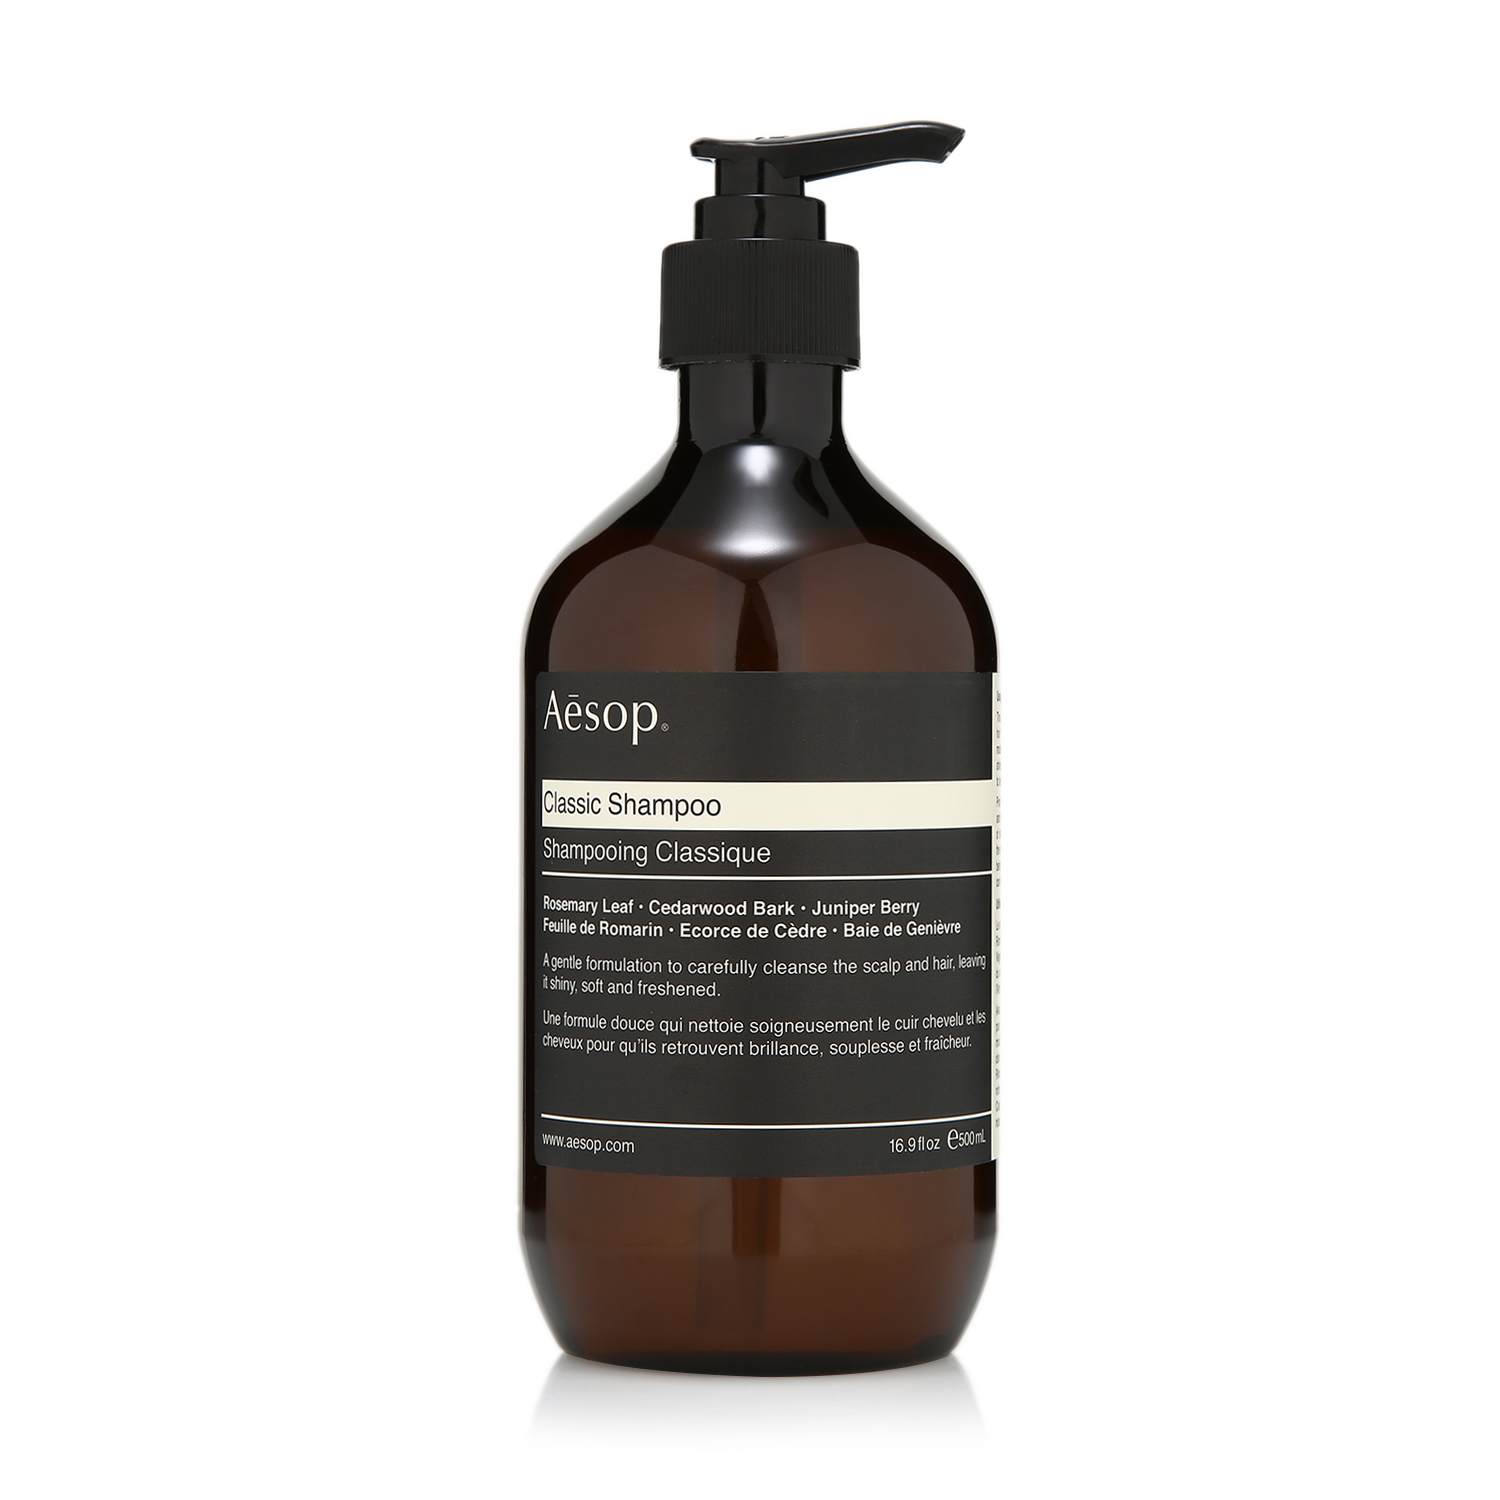 Aēsop®
Classic Shampoo
Shampooing Classique
Rosemary Leaf · Cedarwood Bark · Juniper Berry
Feuille de Romarin · Ecorce de Cèdre · Baie de Genièvre
A gentle formulation to carefully cleanse the scalp and hair, leaving
it shiny, soft and freshened.
Une formule douce qui nettoie soigneusement le cuir chevelu et les
cheveux pour qu'ils retrouvent brillance, souplesse et fraîcheur.
www.aesop.com 16.9 fl oz ℮500 mL